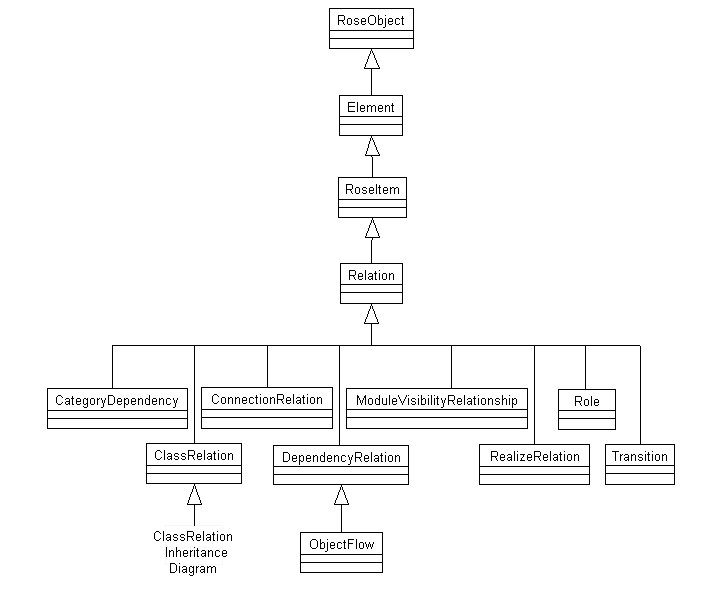 RoseObject
Element
RoseItem
Relation
CategoryDependency
ConnectionRelation
ModuleVisibilityRelationship
Role
ClassRelation
DependencyRelation
RealizeRelation
Transition
ClassRelation
Inheritance
Diagram
ObjectFlow